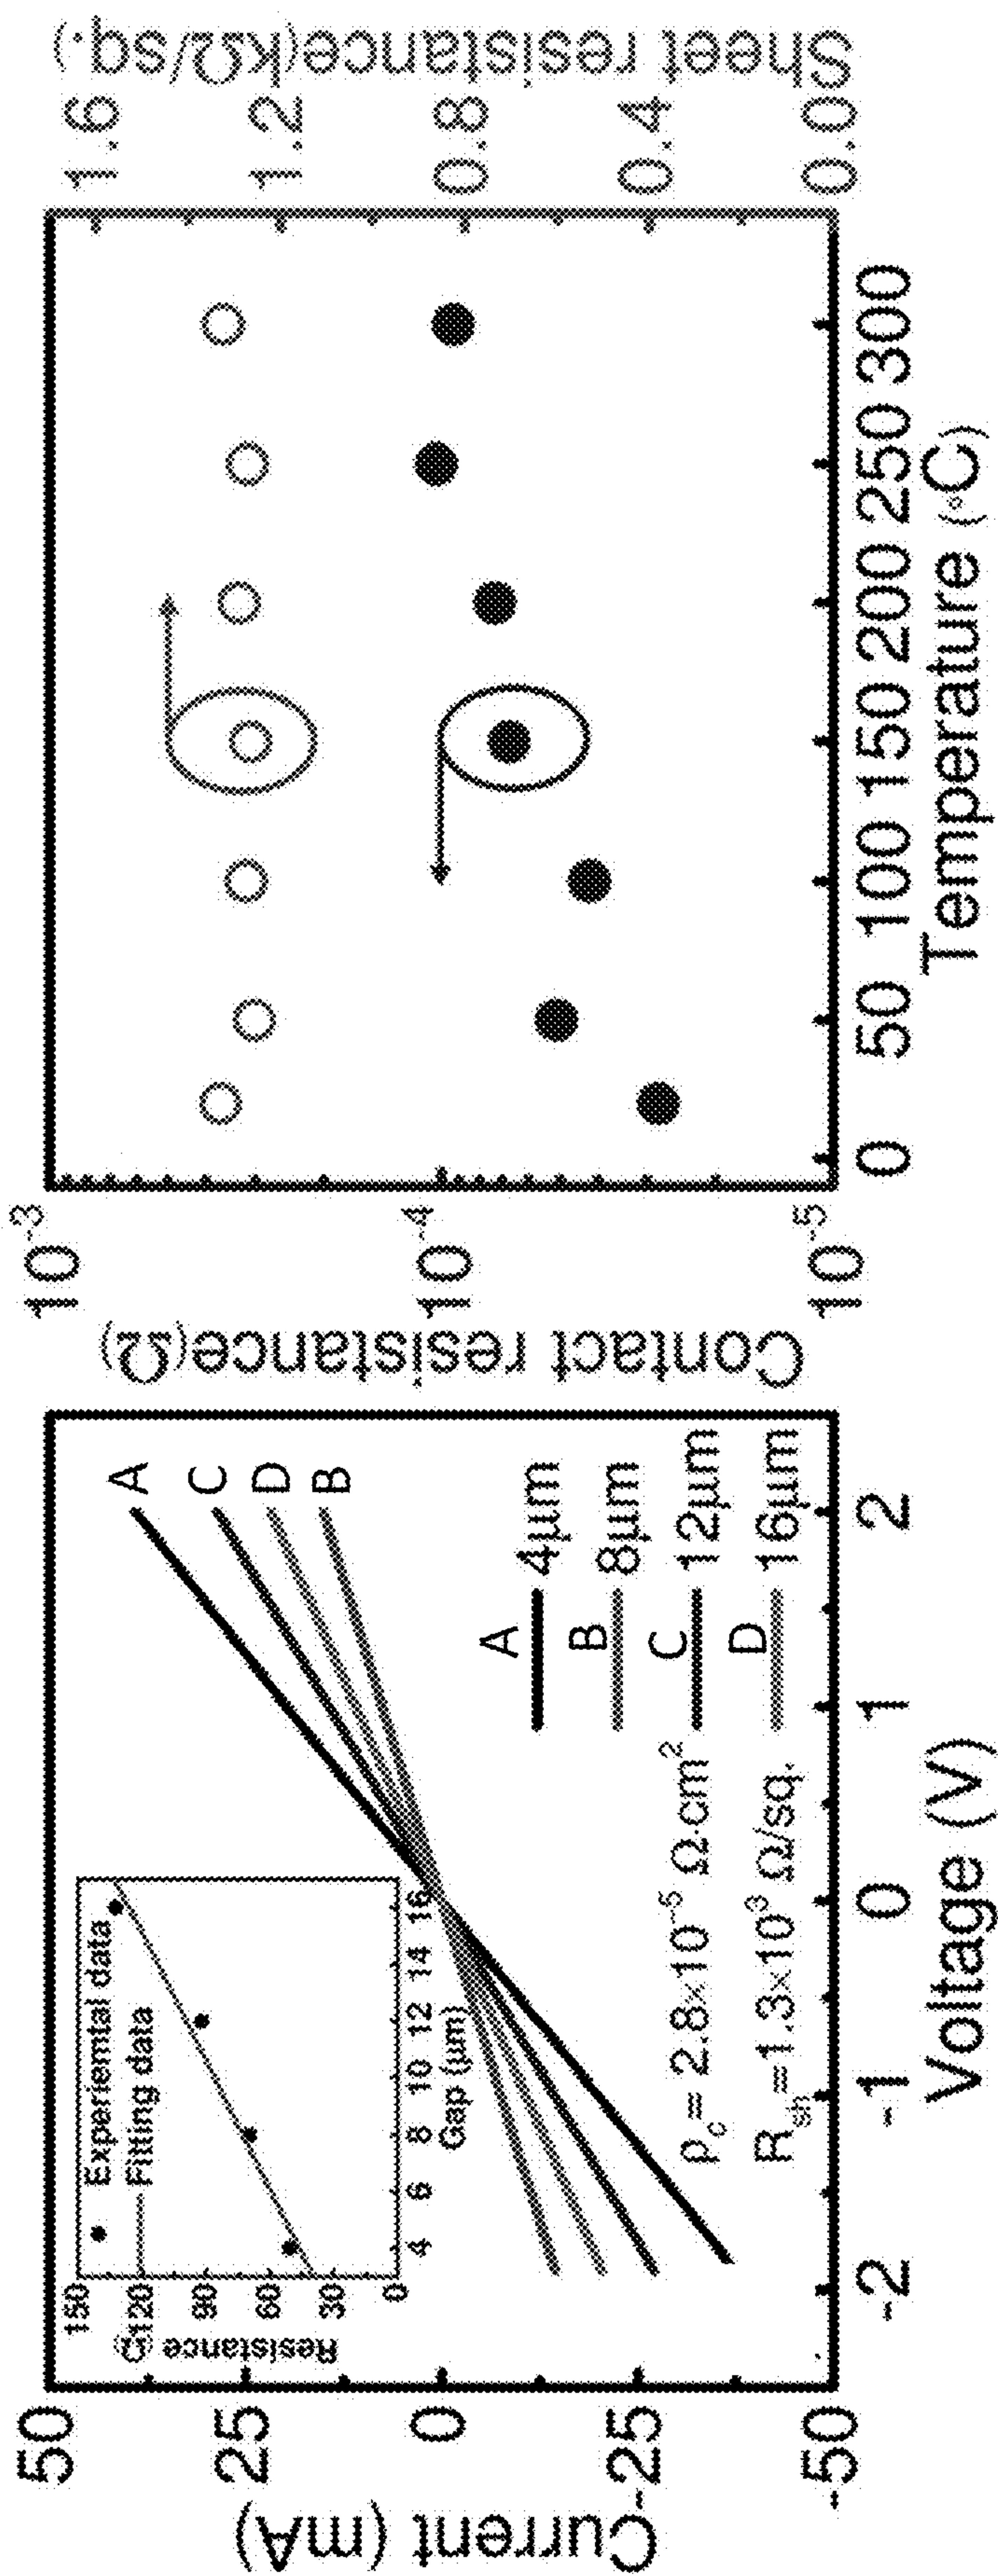 Current (mA)
50
25
0
-25
-50
Resistance (Ω)
150
120
90
60
30
0
Experiemtal data
Fitting data
4 6 8 10 12 14 16
Gap (μm)
A
C
D
B
A 4μm
B 8μm
C 12μm
D 16μm
ρc = 2.8×10⁻⁵ Ω·cm²
Rsh=1.3×10³ Ω/sq.
-2 -1 0 1 2
Voltage (V)
Contact resistance(Ω)
10⁻³
10⁻⁴
10⁻⁵
0 50 100 150 200 250 300
Temperature (°C)
1.6
1.2
0.8
0.4
0.0
Sheet resistance(kΩ/sq.)